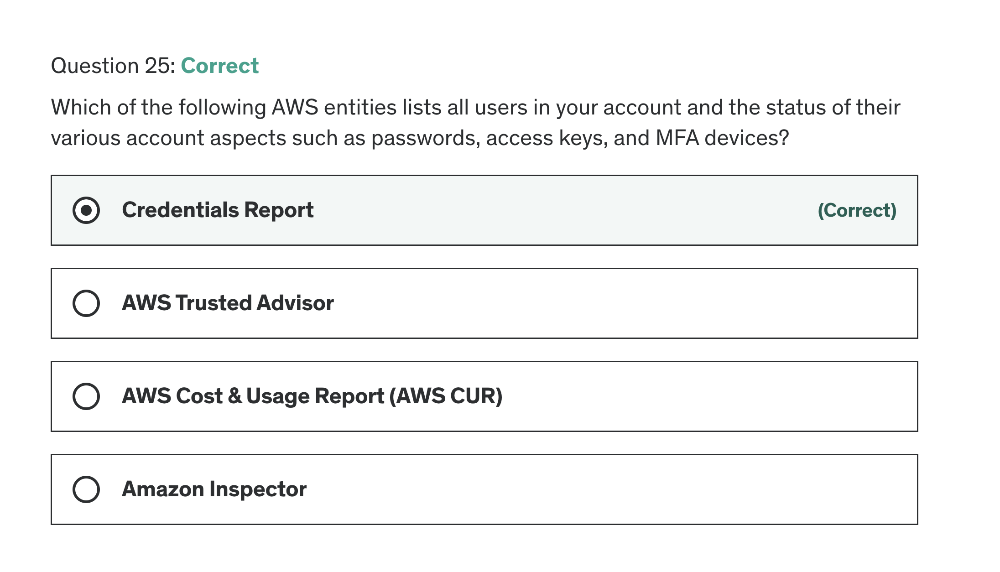 Question 25: Correct
Which of the following AWS entities lists all users in your account and the status of their
various account aspects such as passwords, access keys, and MFA devices?
Credentials Report (Correct)
AWS Trusted Advisor
AWS Cost & Usage Report (AWS CUR)
Amazon Inspector